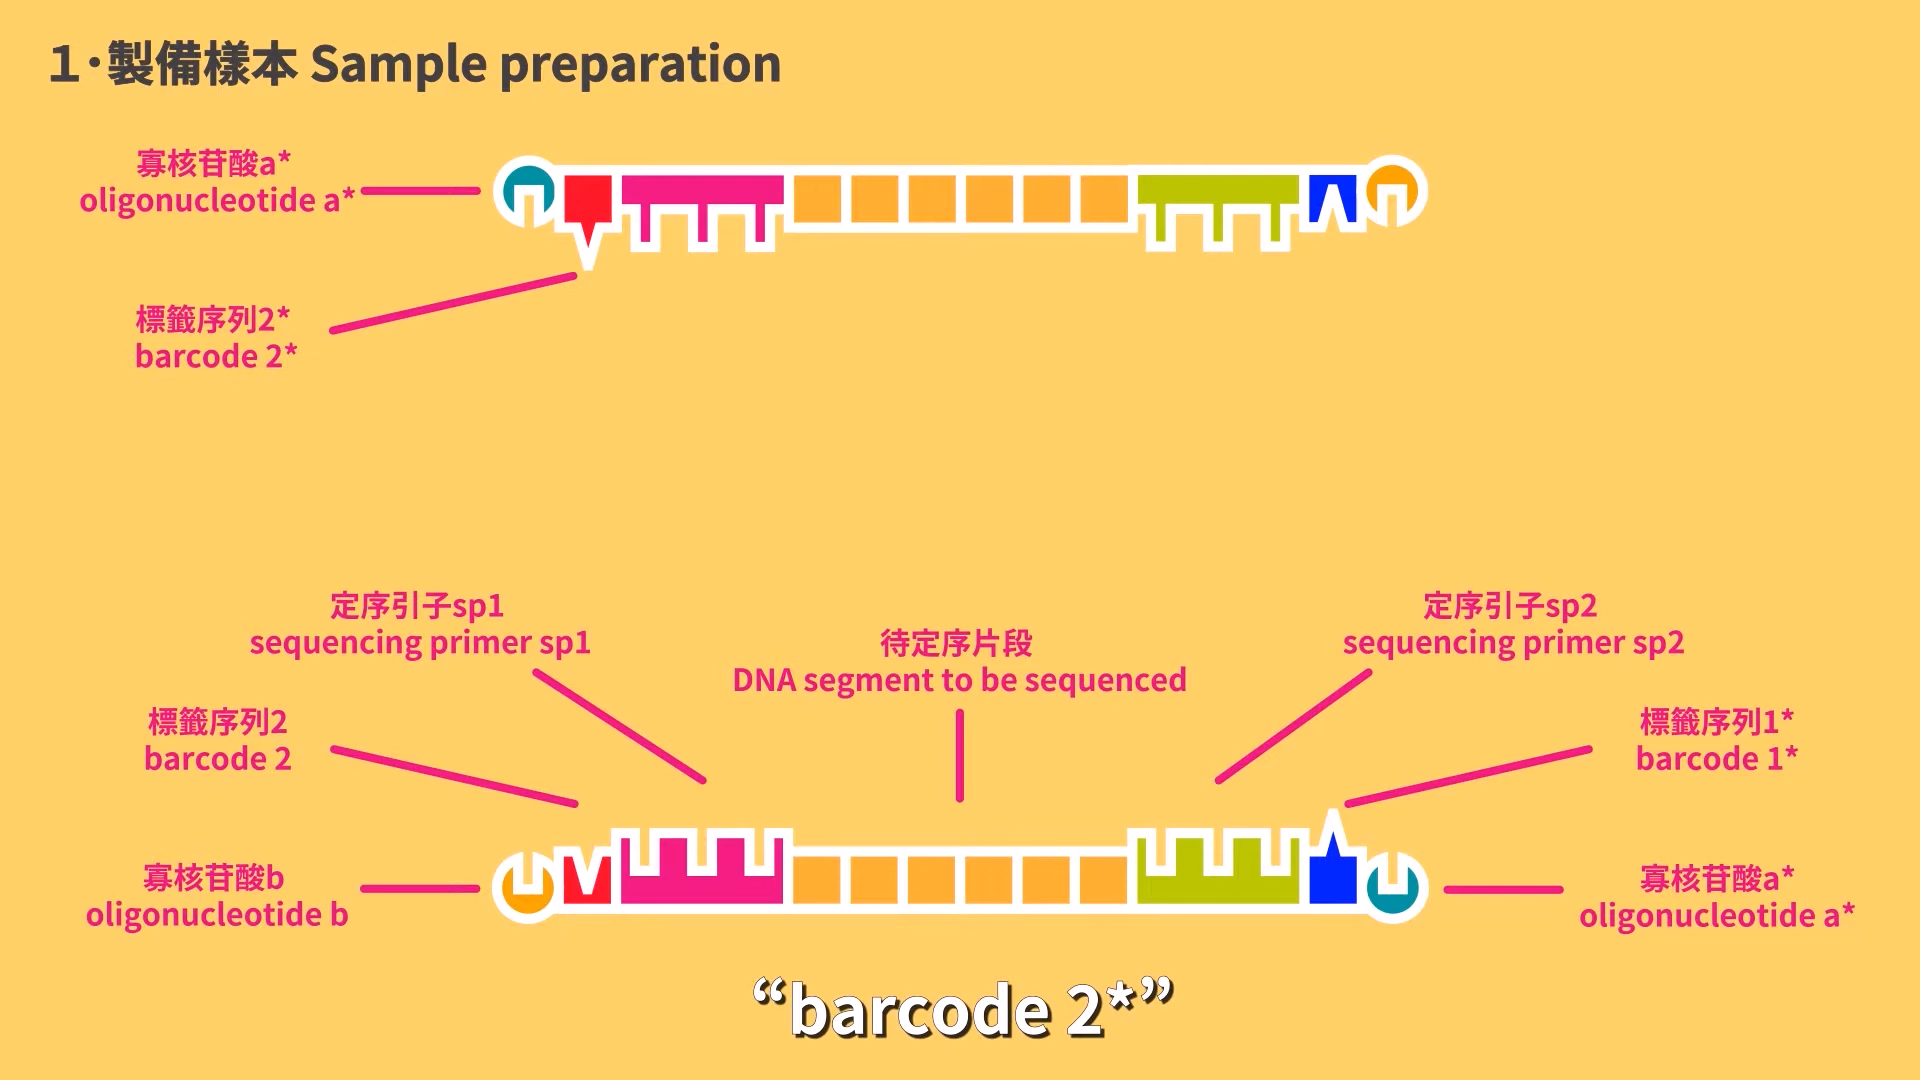 1·製備樣本 Sample preparation
寡核苷酸a*
oligonucleotide a*
標籤序列2*
barcode 2*
定序引子sp1
sequencing primer sp1
待定序片段
DNA segment to be sequenced
定序引子sp2
sequencing primer sp2
標籤序列2
barcode 2
標籤序列1*
barcode 1*
寡核苷酸b
oligonucleotide b
寡核苷酸a*
oligonucleotide a*
“barcode 2*”